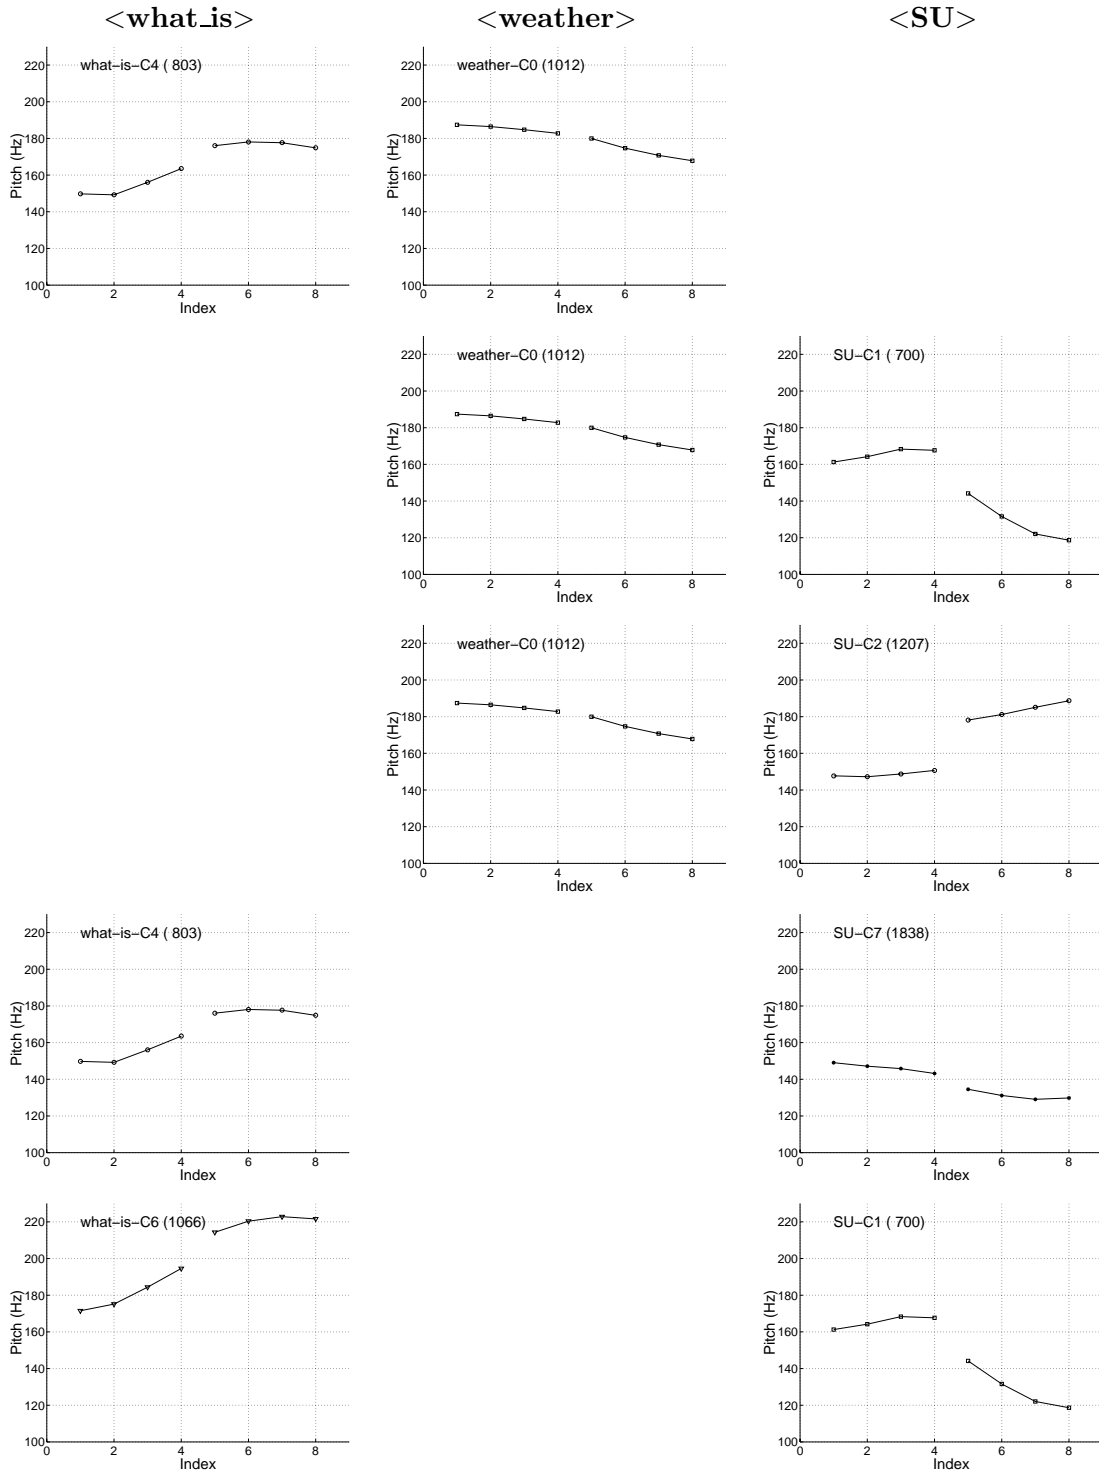 <what_is> <weather> <SU>
what-is-C4 ( 803)
220
200
180
160
140
120
100
0 2 4 6 8
Pitch (Hz)
Index
weather-C0 (1012)
220
200
180
160
140
120
100
0 2 4 6 8
Pitch (Hz)
Index
weather-C0 (1012)
220
200
180
160
140
120
100
0 2 4 6 8
Pitch (Hz)
Index
SU-C1 ( 700)
220
200
180
160
140
120
100
0 2 4 6 8
Pitch (Hz)
Index
weather-C0 (1012)
220
200
180
160
140
120
100
0 2 4 6 8
Pitch (Hz)
Index
SU-C2 (1207)
220
200
180
160
140
120
100
0 2 4 6 8
Pitch (Hz)
Index
what-is-C4 ( 803)
220
200
180
160
140
120
100
0 2 4 6 8
Pitch (Hz)
Index
SU-C7 (1838)
220
200
180
160
140
120
100
0 2 4 6 8
Pitch (Hz)
Index
what-is-C6 (1066)
220
200
180
160
140
120
100
0 2 4 6 8
Pitch (Hz)
Index
SU-C1 ( 700)
220
200
180
160
140
120
100
0 2 4 6 8
Pitch (Hz)
Index